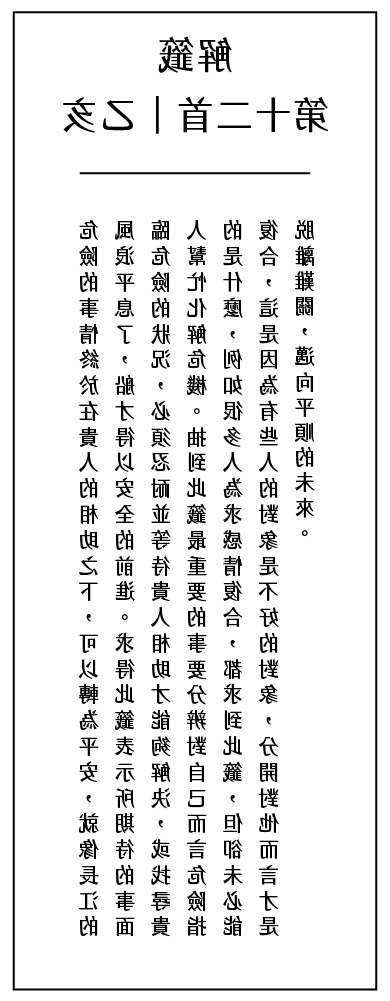 解籤
第十二首｜乙亥
危險的事情終於在貴人的相助之下，可以轉為平安，就像長江的
風浪平息了，船才得以安全的前進。求得此籤表示所期待的事面
臨危險的狀況，必須忍耐並等待貴人相助才能夠解決，或找尋貴
人幫忙化解危機。抽到此籤最重要的事要分辨對自己而言危險指
的是什麼，例如很多人為求感情復合，都求到此籤，但卻未必能
復合，這是因為有些人的對象是不好的對象，分開對他而言才是
脫離難關，邁向平順的未來。